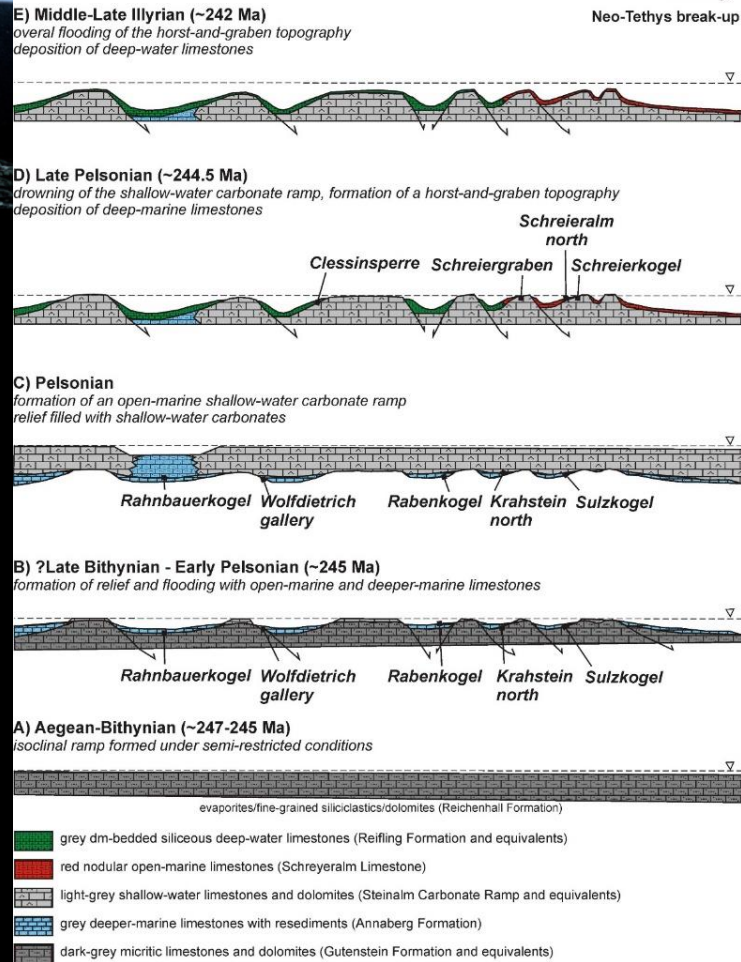 E) Middle-Late Illyrian (~242 Ma)
Neo-Tethys break-up
overal flooding of the horst-and-graben topography
deposition of deep-water limestones
D) Late Pelsonian (~244.5 Ma)
drowning of the shallow-water carbonate ramp, formation of a horst-and-graben topography
deposition of deep-marine limestones
Schreieralm
north
Clessinsperre
Schreiergraben
Schreierkogel
C) Pelsonian
formation of an open-marine shallow-water carbonate ramp
relief filled with shallow-water carbonates
Rahnbauerkogel
Wolfdietrich
gallery
Rabenkogel
Krahstein
north
Sulzkogel
B) ?Late Bithynian - Early Pelsonian (~245 Ma)
formation of relief and flooding with open-marine and deeper-marine limestones
Rahnbauerkogel
Wolfdietrich
gallery
Rabenkogel
Krahstein
north
Sulzkogel
A) Aegean-Bithynian (~247-245 Ma)
isoclinal ramp formed under semi-restricted conditions
evaporites/fine-grained siliciclastics/dolomites (Reichenhall Formation)
grey dm-bedded siliceous deep-water limestones (Reifling Formation and equivalents)
red nodular open-marine limestones (Schreyeralm Limestone)
light-grey shallow-water limestones and dolomites (Steinalm Carbonate Ramp and equivalents)
grey deeper-marine limestones with resediments (Annaberg Formation)
dark-grey micritic limestones and dolomites (Gutenstein Formation and equivalents)